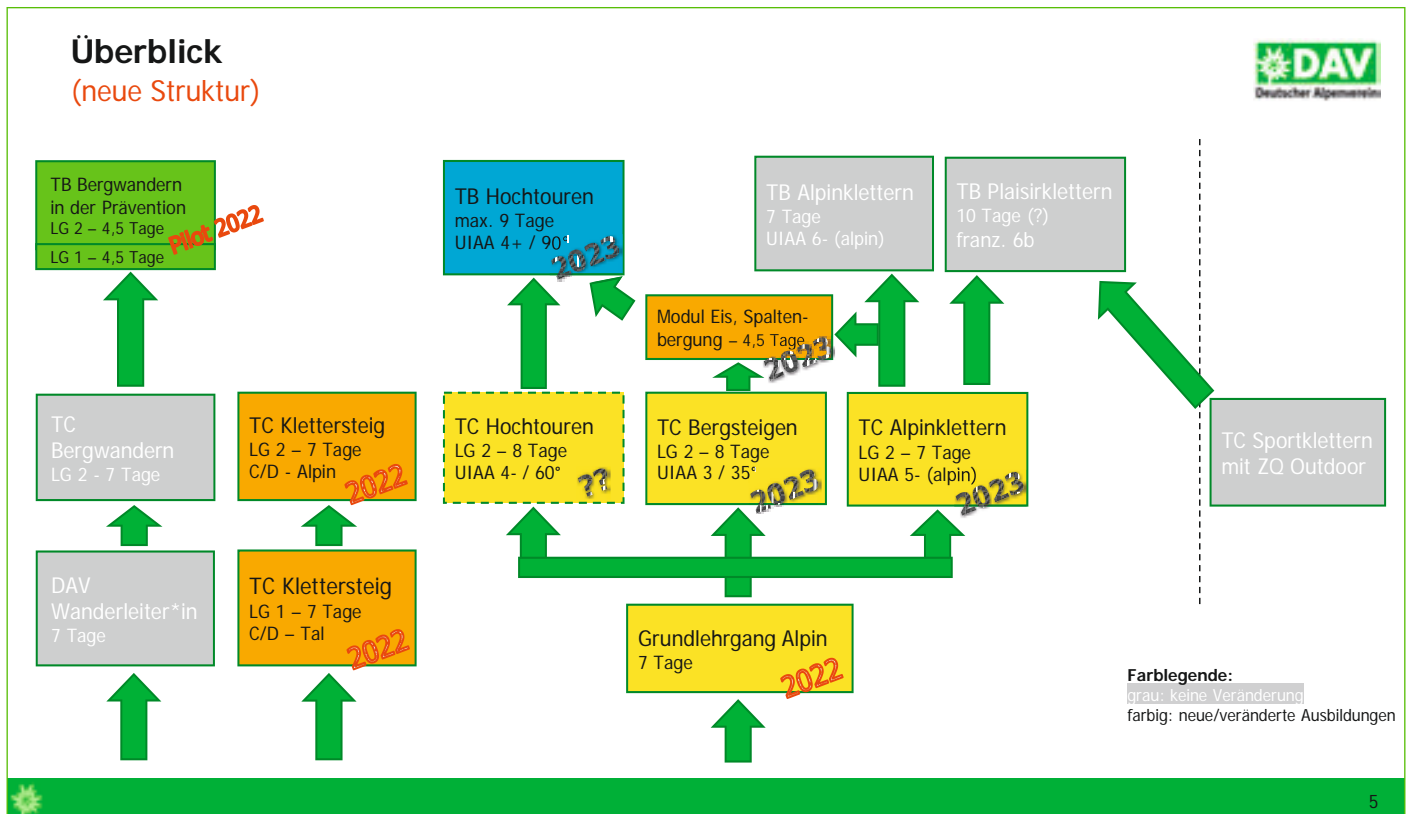 Überblick
(neue Struktur)
DAV
Deutscher Alpenverein
TB Bergwandern
in der Prävention
LG 2 – 4,5 Tage
LG 1 – 4,5 Tage
Pilot 2022
TB Hochtouren
max. 9 Tage
UIAA 4+ / 90°
2023
TB Alpinklettern
7 Tage
UIAA 6- (alpin)
TB Plaisirklettern
10 Tage (?)
franz. 6b
Modul Eis, Spalten-
bergung – 4,5 Tage
2023
TC
Bergwandern
LG 2 - 7 Tage
TC Klettersteig
LG 2 – 7 Tage
C/D - Alpin
2022
TC Hochtouren
LG 2 – 8 Tage
UIAA 4- / 60°
??
TC Bergsteigen
LG 2 – 8 Tage
UIAA 3 / 35°
2023
TC Alpinklettern
LG 2 – 7 Tage
UIAA 5- (alpin)
2023
TC Sportklettern
mit ZQ Outdoor
DAV
Wanderleiter*in
7 Tage
TC Klettersteig
LG 1 – 7 Tage
C/D – Tal
2022
Grundlehrgang Alpin
7 Tage
2022
Farblegende:
grau: keine Veränderung
farbig: neue/veränderte Ausbildungen
5